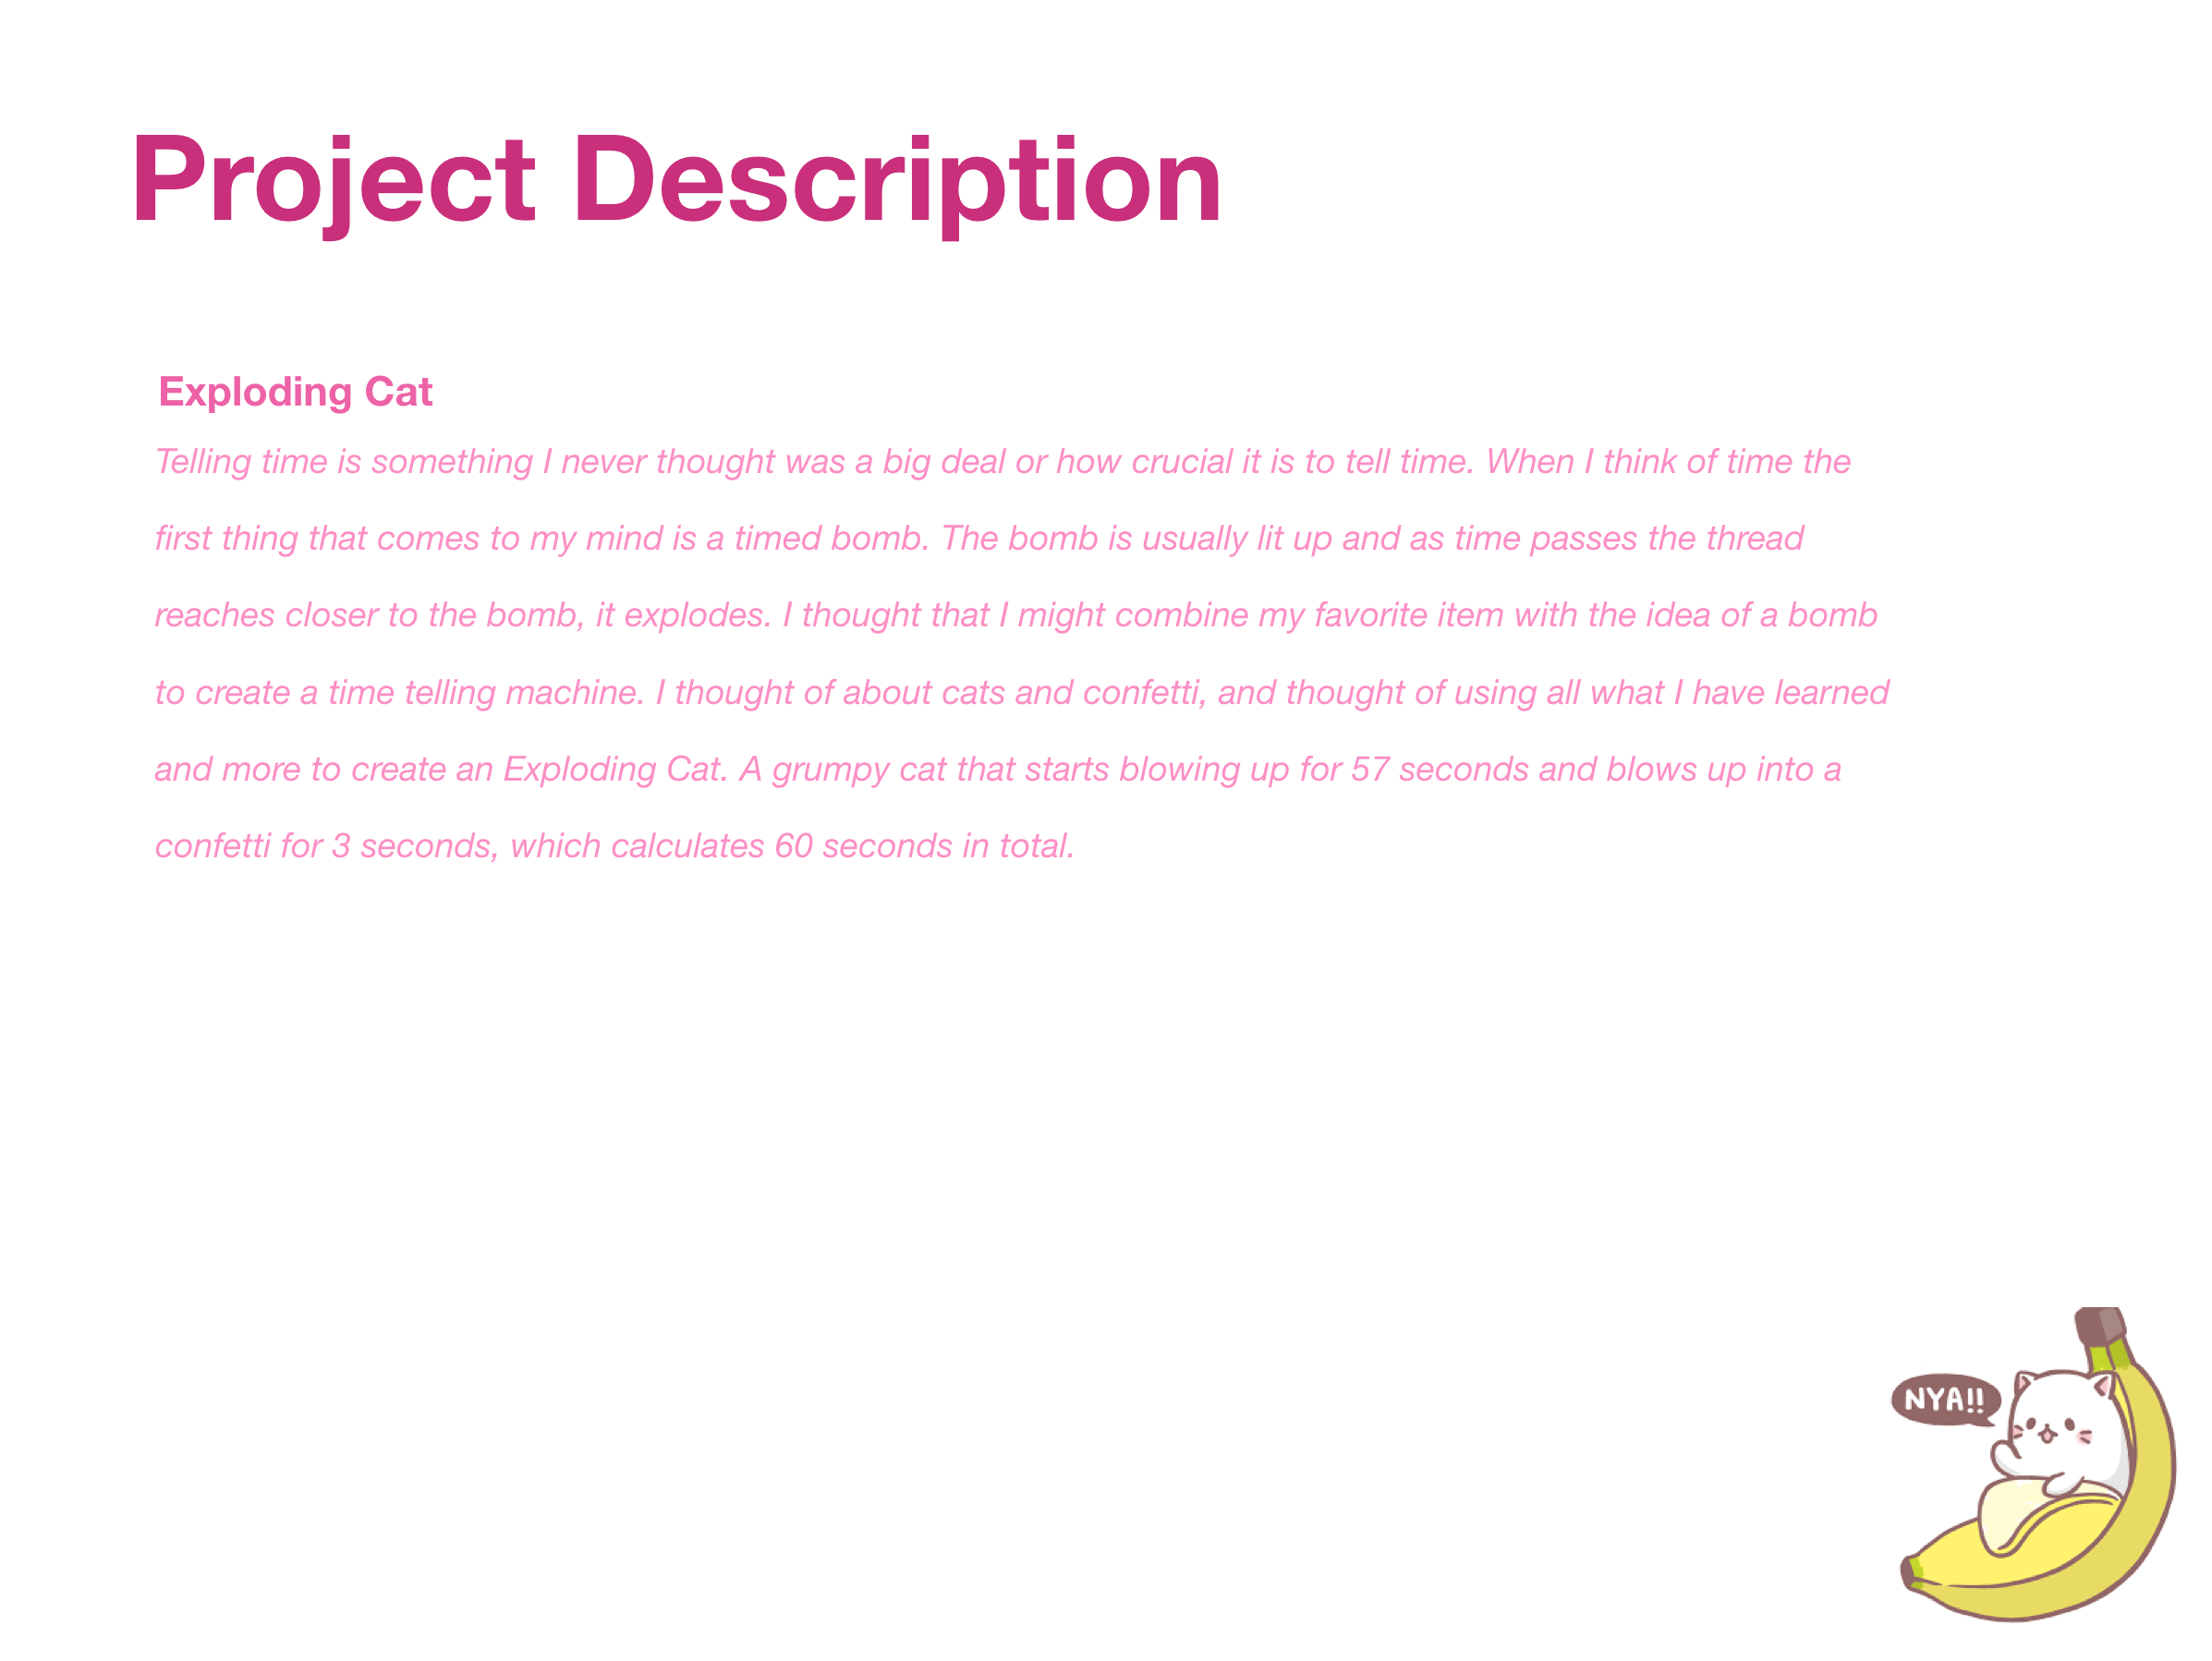 Project Description
Exploding Cat
Telling time is something I never thought was a big deal or how crucial it is to tell time. When I think of time the
first thing that comes to my mind is a timed bomb. The bomb is usually lit up and as time passes the thread
reaches closer to the bomb, it explodes. I thought that I might combine my favorite item with the idea of a bomb
to create a time telling machine. I thought of about cats and confetti, and thought of using all what I have learned
and more to create an Exploding Cat. A grumpy cat that starts blowing up for 57 seconds and blows up into a
confetti for 3 seconds, which calculates 60 seconds in total.
NYA!!